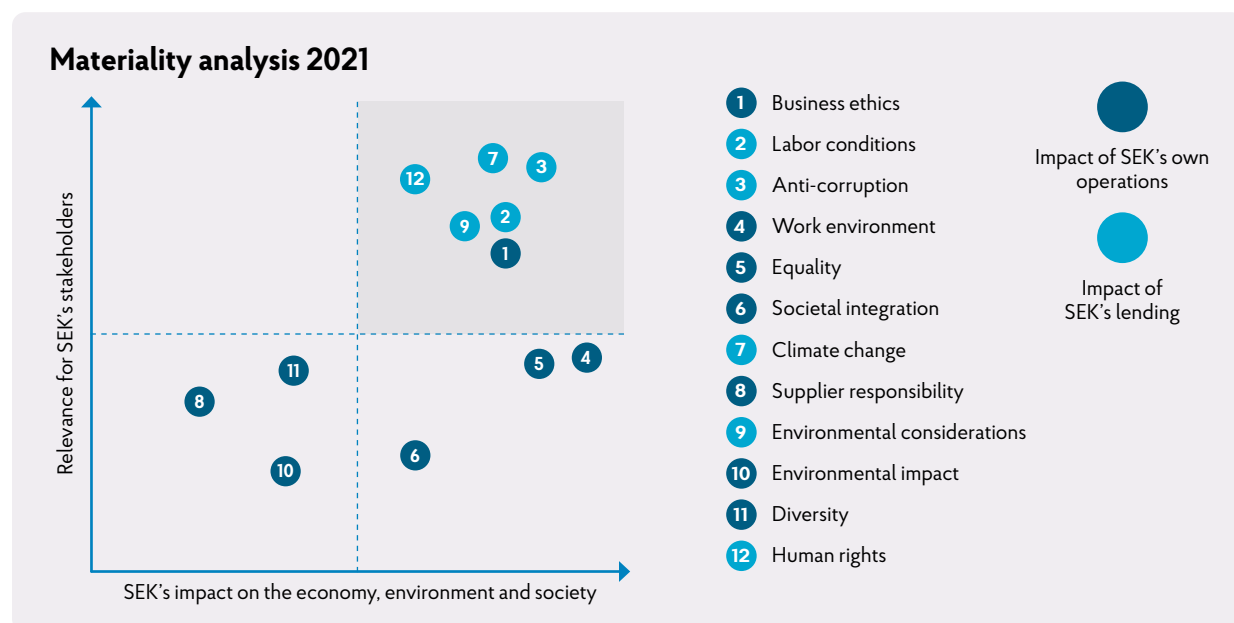 Materiality analysis 2021
Relevance for SEK's stakeholders
7
3
12
2
9
1
5
4
11
8
6
10
SEK's impact on the economy, environment and society
1 Business ethics
2 Labor conditions
3 Anti-corruption
4 Work environment
5 Equality
6 Societal integration
7 Climate change
8 Supplier responsibility
9 Environmental considerations
10 Environmental impact
11 Diversity
12 Human rights
Impact of SEK's own
operations
Impact of
SEK's lending